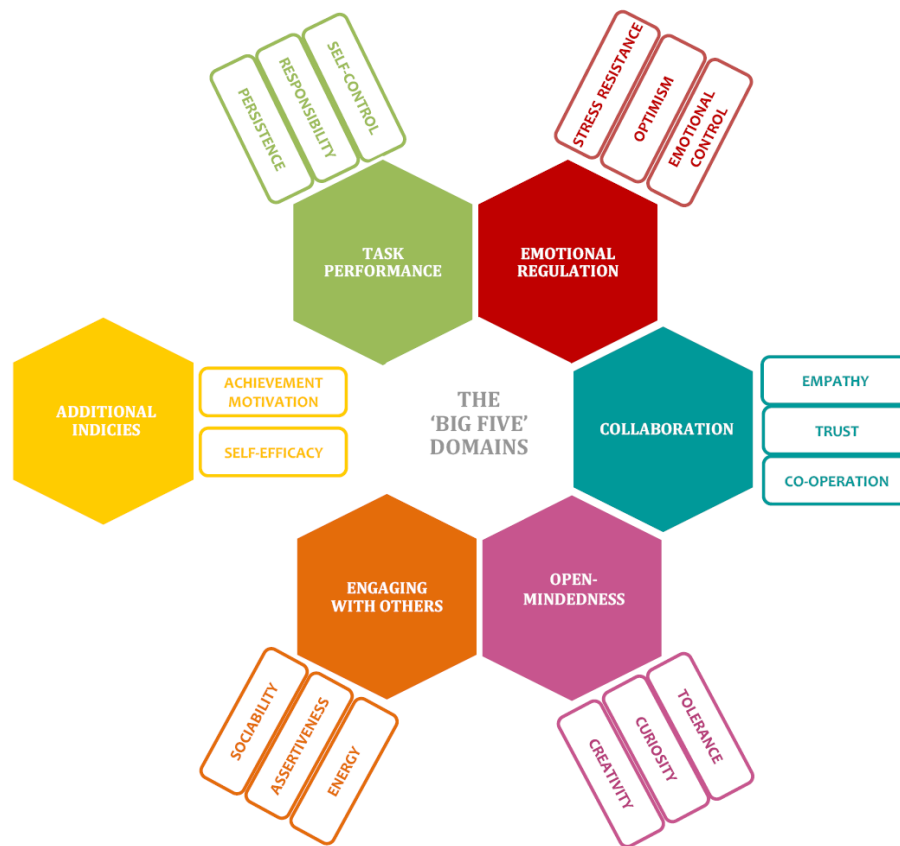 PERSISTENCE
RESPONSIBILITY
SELF-CONTROL
STRESS RESISTANCE
OPTIMISM
EMOTIONAL
CONTROL
TASK
PERFORMANCE
EMOTIONAL
REGULATION
ADDITIONAL
INDICIES
ACHIEVEMENT
MOTIVATION
SELF-EFFICACY
THE
‘BIG FIVE’
DOMAINS
COLLABORATION
EMPATHY
TRUST
CO-OPERATION
ENGAGING
WITH OTHERS
OPEN-
MINDEDNESS
SOCIABILITY
ASSERTIVENESS
ENERGY
CREATIVITY
CURIOSITY
TOLERANCE